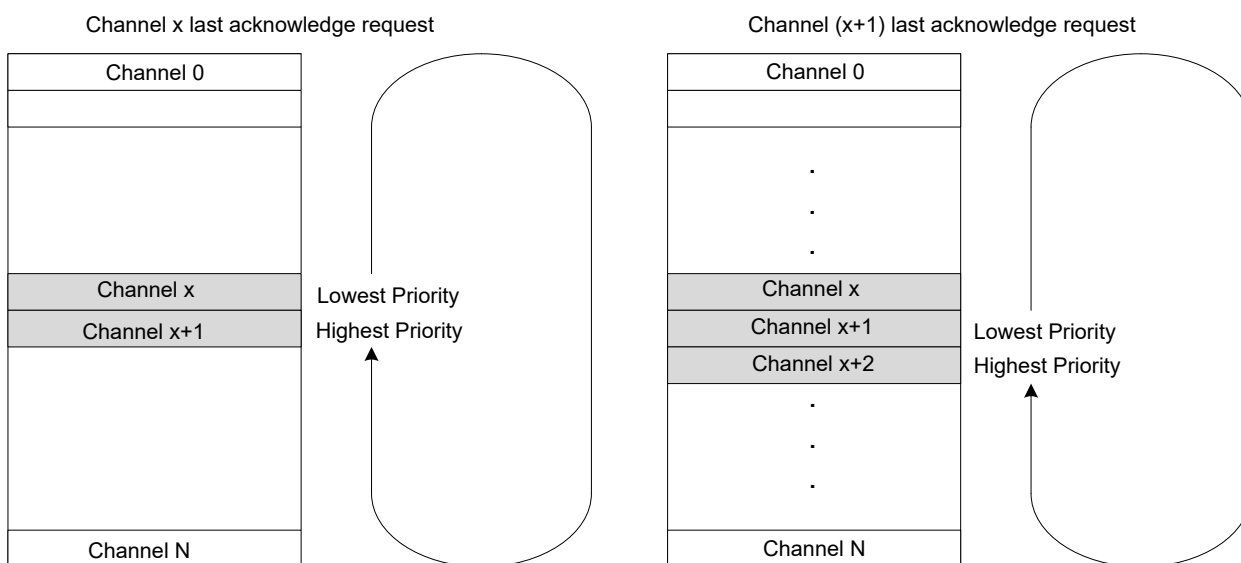 Channel x last acknowledge request
Channel 0
Channel x
Lowest Priority
Channel x+1
Highest Priority
Channel N
Channel (x+1) last acknowledge request
Channel 0
.
.
.
Channel x
Channel x+1
Lowest Priority
Channel x+2
Highest Priority
.
.
.
Channel N